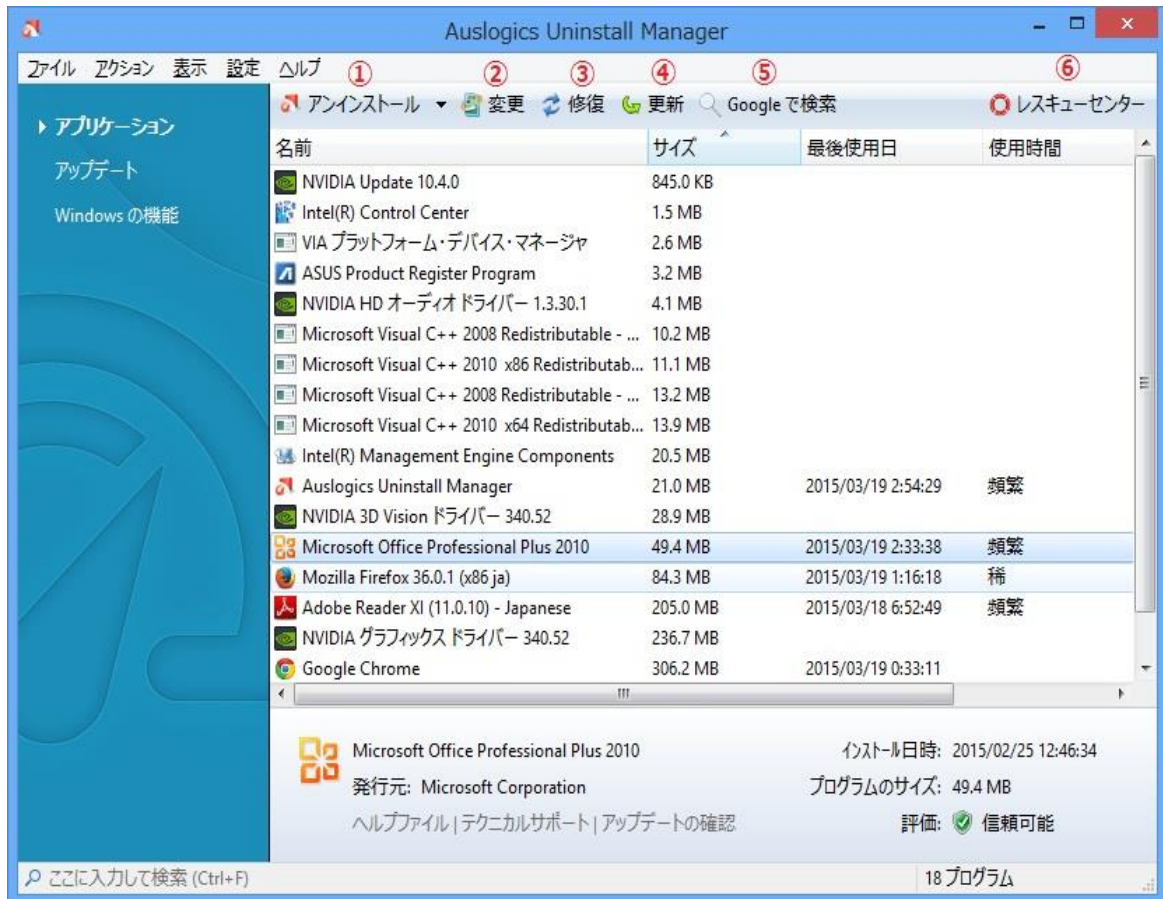 Auslogics Uninstall Manager
ファイル アクション 表示 設定 ヘルプ
① ② ③ ④ ⑤ ⑥
アンインストール 変更 修復 更新 Google で検索 レスキューセンター
アプリケーション
アップデート
Windows の機能
名前 サイズ 最後使用日 使用時間
NVIDIA Update 10.4.0 845.0 KB
Intel(R) Control Center 1.5 MB
VIA プラットフォーム・デバイス・マネージャ 2.6 MB
ASUS Product Register Program 3.2 MB
NVIDIA HD オーディオ ドライバー 1.3.30.1 4.1 MB
Microsoft Visual C++ 2008 Redistributable - ... 10.2 MB
Microsoft Visual C++ 2010 x86 Redistributab... 11.1 MB
Microsoft Visual C++ 2008 Redistributable - ... 13.2 MB
Microsoft Visual C++ 2010 x64 Redistributab... 13.9 MB
Intel(R) Management Engine Components 20.5 MB
Auslogics Uninstall Manager 21.0 MB 2015/03/19 2:54:29 頻繁
NVIDIA 3D Vision ドライバー 340.52 28.9 MB
Microsoft Office Professional Plus 2010 49.4 MB 2015/03/19 2:33:38 頻繁
Mozilla Firefox 36.0.1 (x86 ja) 84.3 MB 2015/03/19 1:16:18 稀
Adobe Reader XI (11.0.10) - Japanese 205.0 MB 2015/03/18 6:52:49 頻繁
NVIDIA グラフィックス ドライバー 340.52 236.7 MB
Google Chrome 306.2 MB 2015/03/19 0:33:11
Microsoft Office Professional Plus 2010 インストール日時: 2015/02/25 12:46:34
発行元: Microsoft Corporation プログラムのサイズ: 49.4 MB
ヘルプファイル | テクニカルサポート | アップデートの確認 評価: 信頼可能
ここに入力して検索 (Ctrl+F) 18 プログラム